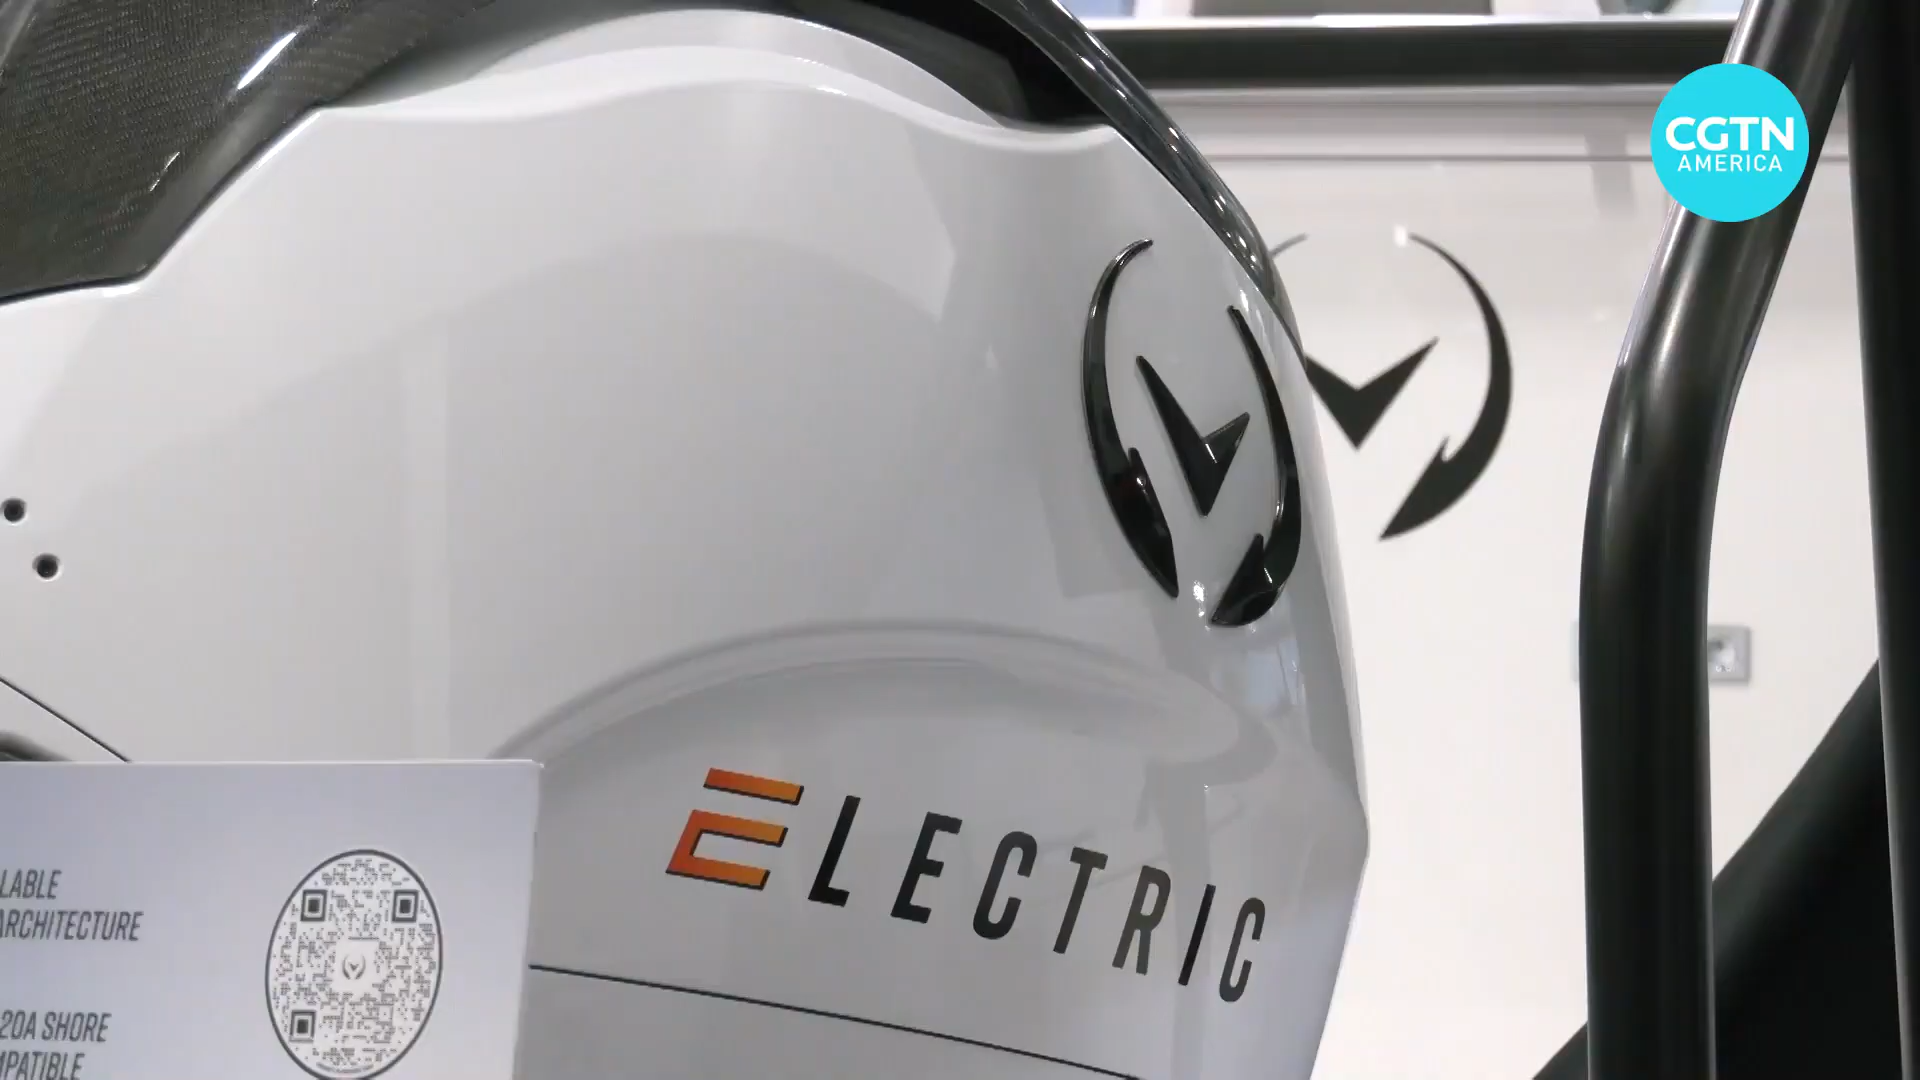 CGTN
AMERICA
ELECTRIC
LABLE
ARCHITECTURE
20A SHORE
MPATIBLE